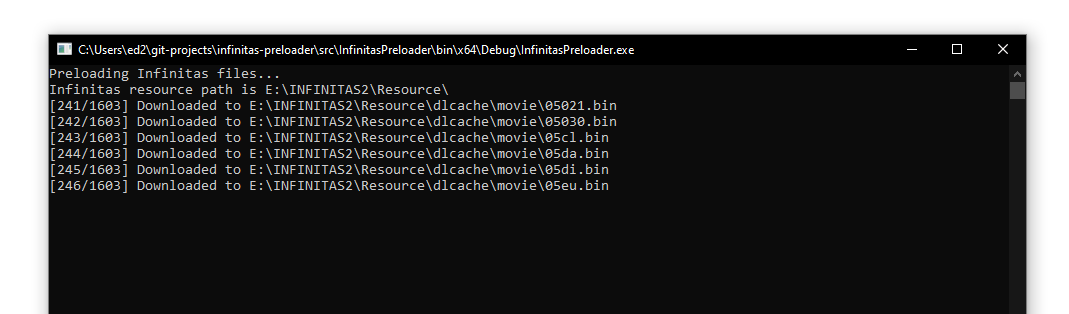 C:\Users\ed2\git-projects\infinitas-preloader\src\InfinitasPreloader\bin\x64\Debug\InfinitasPreloader.exe
Preloading Infinitas files...
Infinitas resource path is E:\INFINITAS2\Resource\
[241/1603] Downloaded to E:\INFINITAS2\Resource\dlcache\movie\05021.bin
[242/1603] Downloaded to E:\INFINITAS2\Resource\dlcache\movie\05030.bin
[243/1603] Downloaded to E:\INFINITAS2\Resource\dlcache\movie\05cl.bin
[244/1603] Downloaded to E:\INFINITAS2\Resource\dlcache\movie\05da.bin
[245/1603] Downloaded to E:\INFINITAS2\Resource\dlcache\movie\05di.bin
[246/1603] Downloaded to E:\INFINITAS2\Resource\dlcache\movie\05eu.bin